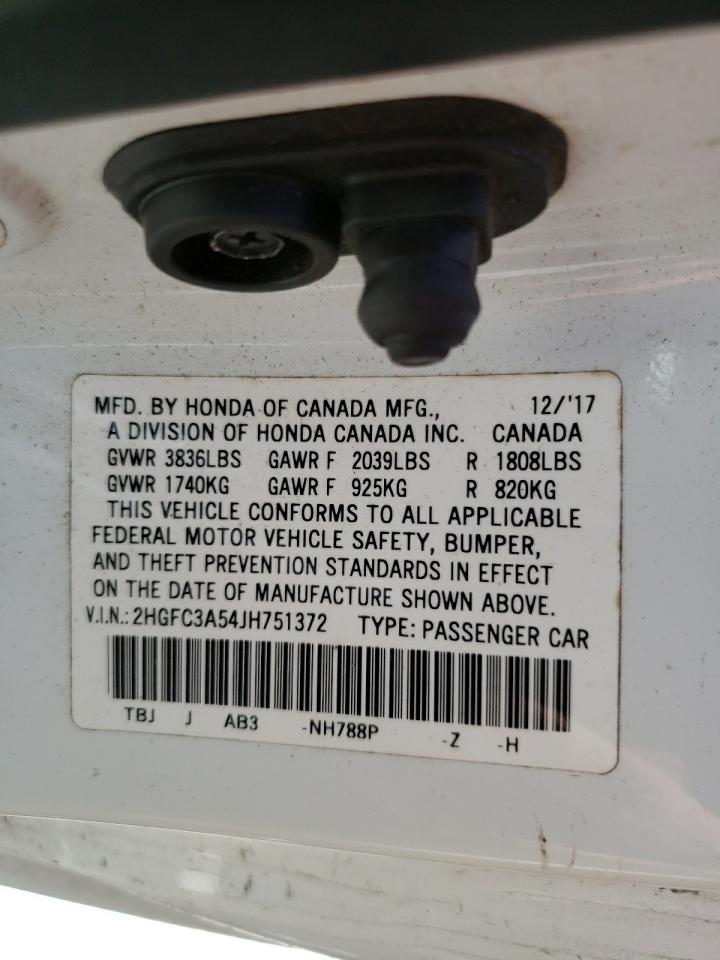 MFD. BY HONDA OF CANADA MFG., 12/'17
A DIVISION OF HONDA CANADA INC. CANADA
GVWR 3836LBS GAWR F 2039LBS R 1808LBS
GVWR 1740KG GAWR F 925KG R 820KG
THIS VEHICLE CONFORMS TO ALL APPLICABLE
FEDERAL MOTOR VEHICLE SAFETY, BUMPER,
AND THEFT PREVENTION STANDARDS IN EFFECT
ON THE DATE OF MANUFACTURE SHOWN ABOVE.
V.I.N.: 2HGFC3A54JH751372 TYPE: PASSENGER CAR
TBJ J AB3 -NH788P -Z -H